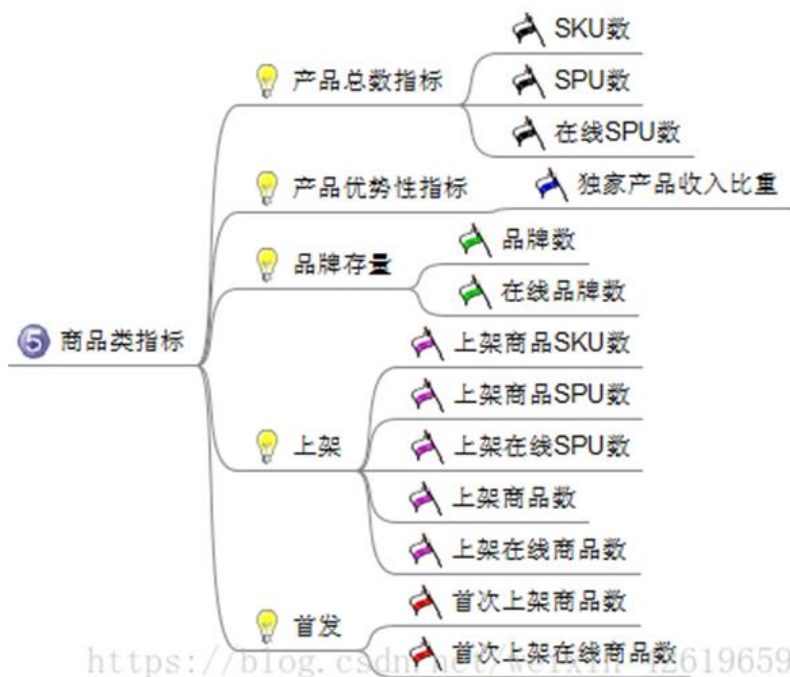 ⑤ 商品类指标
产品总数指标
SKU数
SPU数
在线SPU数
产品优势性指标
独家产品收入比重
品牌存量
品牌数
在线品牌数
上架
上架商品SKU数
上架商品SPU数
上架在线SPU数
上架商品数
上架在线商品数
首发
首次上架商品数
首次上架在线商品数
https://blog.csdn.net/weixin_42619659